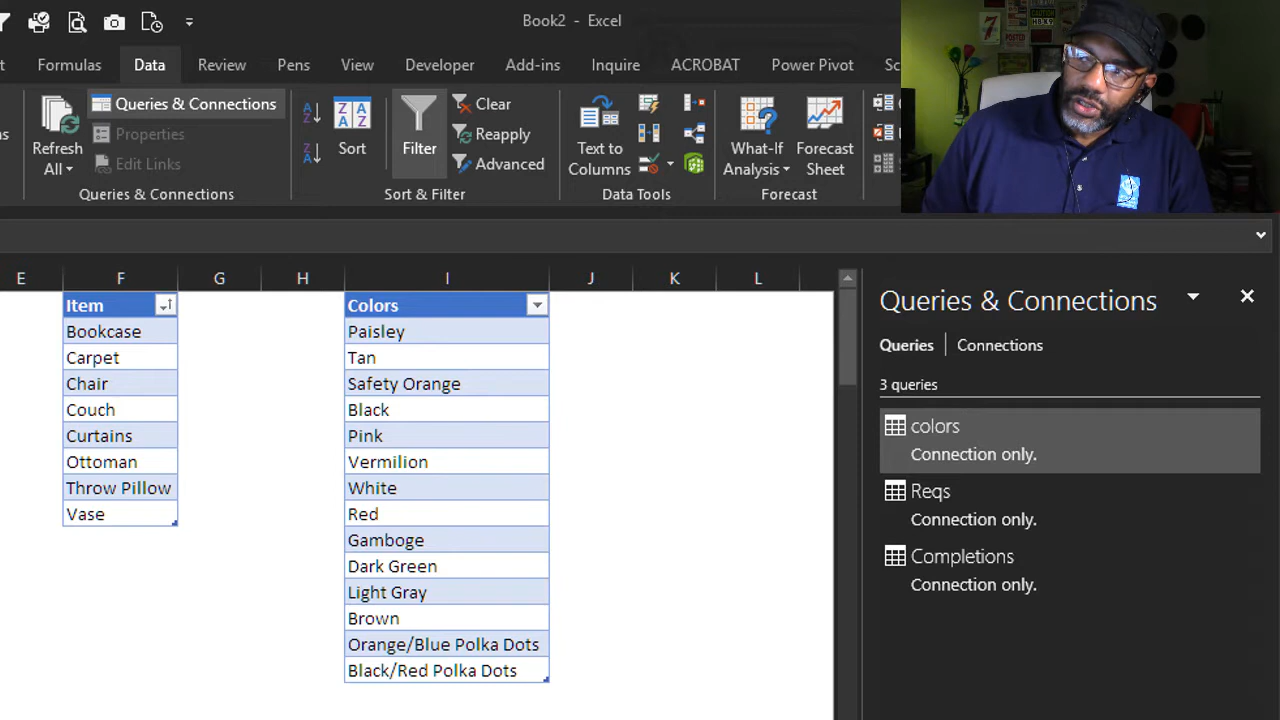 Book2 - Excel
Formulas
Data
Review
Pens
View
Developer
Add-ins
Inquire
ACROBAT
Power Pivot
Refresh
All
Queries & Connections
Properties
Edit Links
Queries & Connections
Sort
Filter
Clear
Reapply
Advanced
Sort & Filter
Text to
Columns
Data Tools
What-If
Analysis
Forecast
Sheet
Forecast
E F G H I J K L
Item
Bookcase
Carpet
Chair
Couch
Curtains
Ottoman
Throw Pillow
Vase
Colors
Paisley
Tan
Safety Orange
Black
Pink
Vermilion
White
Red
Gamboge
Dark Green
Light Gray
Brown
Orange/Blue Polka Dots
Black/Red Polka Dots
Queries & Connections
Queries | Connections
3 queries
colors
Connection only.
Reqs
Connection only.
Completions
Connection only.